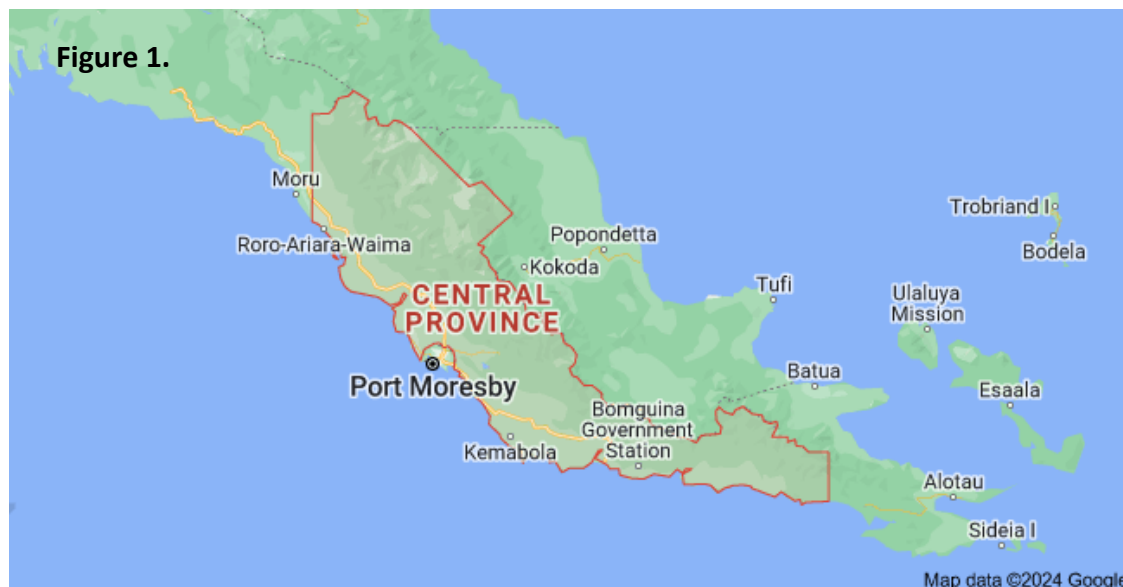 Figure 1.
Moru
Trobriand I
Roro-Ariara-Waima
Popondetta
Bodela
Kokoda
Tufi
CENTRAL
PROVINCE
Ulaluya
Mission
Port Moresby
Batua
Esaala
Bomguina
Government
Station
Kemabola
Alotau
Sideia I
Map data ©2024 Google